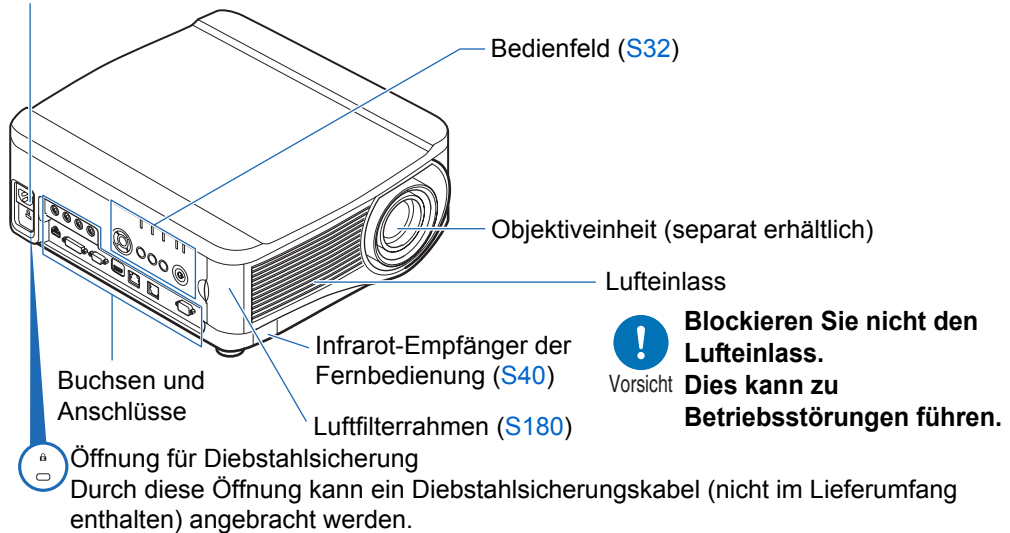 Bedienfeld (S32)
Objektiveinheit (separat erhältlich)
Lufteinlass
Blockieren Sie nicht den
Lufteinlass.
Vorsicht Dies kann zu
Betriebsstörungen führen.
Infrarot-Empfänger der
Fernbedienung (S40)
Buchsen und
Anschlüsse
Luftfilterrahmen (S180)
Öffnung für Diebstahlsicherung
Durch diese Öffnung kann ein Diebstahlsicherungskabel (nicht im Lieferumfang
enthalten) angebracht werden.